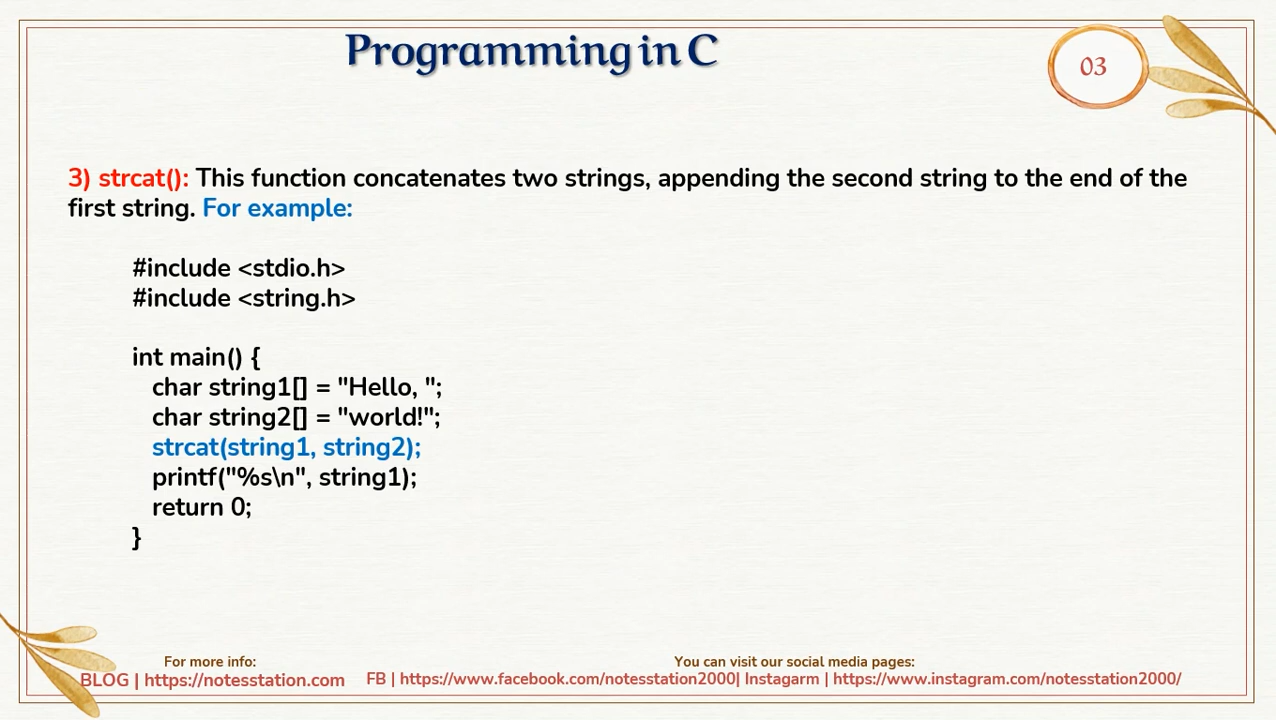 Programming in C
03
3) strcat(): This function concatenates two strings, appending the second string to the end of the
first string. For example:
#include <stdio.h>
#include <string.h>
int main() {
char string1[] = "Hello, ";
char string2[] = "world!";
strcat(string1, string2);
printf("%s\n", string1);
return 0;
}
For more info:
BLOG | https://notesstation.com
You can visit our social media pages:
FB | https://www.facebook.com/notesstation2000| Instagarm | https://www.instagram.com/notesstation2000/